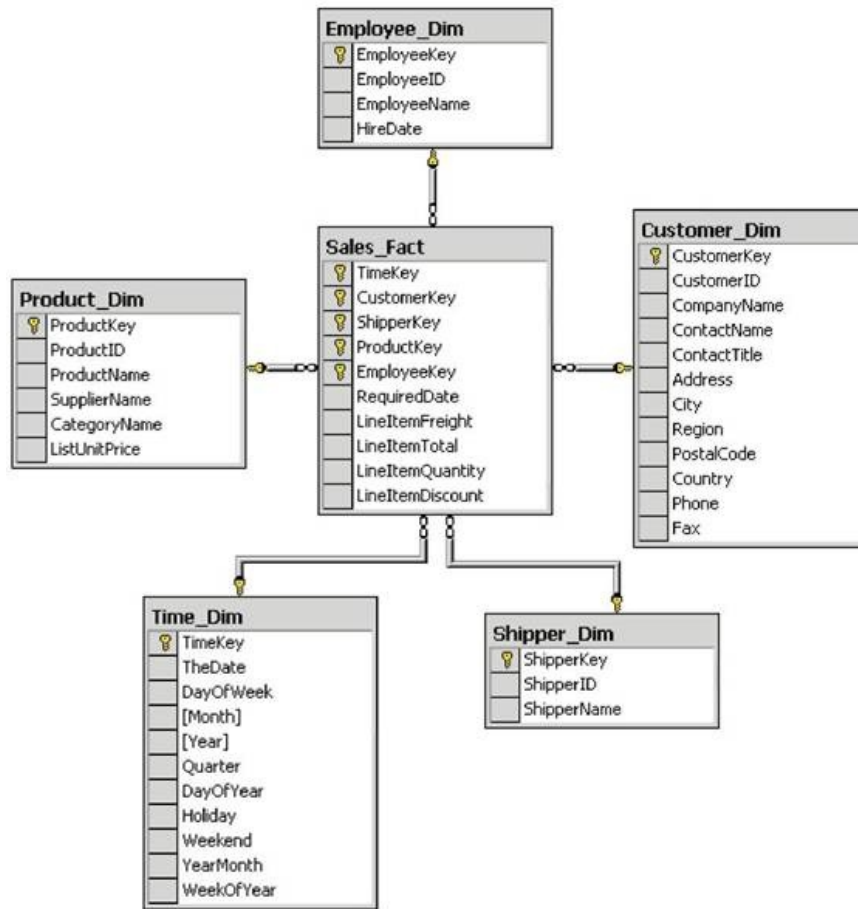 Employee_Dim
EmployeeKey
EmployeeID
EmployeeName
HireDate
Sales_Fact
TimeKey
CustomerKey
ShipperKey
ProductKey
EmployeeKey
RequiredDate
LineItemFreight
LineItemTotal
LineItemQuantity
LineItemDiscount
Customer_Dim
CustomerKey
CustomerID
CompanyName
ContactName
ContactTitle
Address
City
Region
PostalCode
Country
Phone
Fax
Product_Dim
ProductKey
ProductID
ProductName
SupplierName
CategoryName
ListUnitPrice
Time_Dim
TimeKey
TheDate
DayOfWeek
[Month]
[Year]
Quarter
DayOfYear
Holiday
Weekend
YearMonth
WeekOfYear
Shipper_Dim
ShipperKey
ShipperID
ShipperName